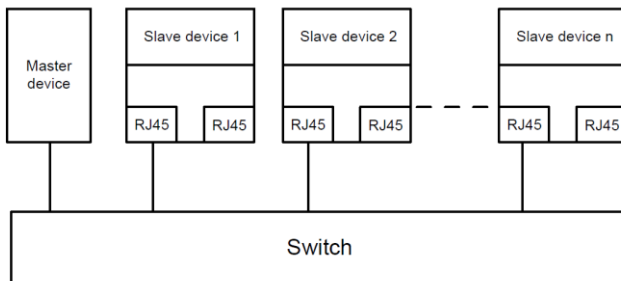 Master
device
Slave device 1
Slave device 2
Slave device n
RJ45
RJ45
RJ45
RJ45
RJ45
RJ45
Switch